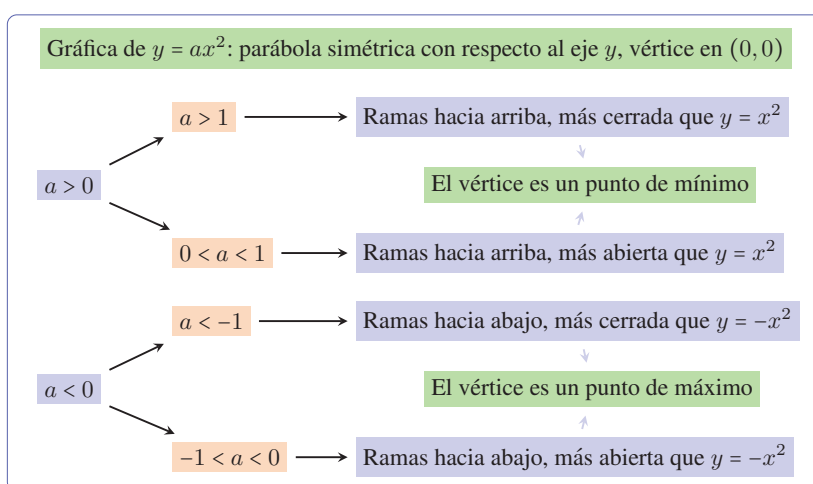 Gráfica de y = ax²: parábola simétrica con respecto al eje y, vértice en (0,0)
a > 1 Ramas hacia arriba, más cerrada que y = x²
a > 0 El vértice es un punto de mínimo
0 < a < 1 Ramas hacia arriba, más abierta que y = x²
a < −1 Ramas hacia abajo, más cerrada que y = −x²
a < 0 El vértice es un punto de máximo
−1 < a < 0 Ramas hacia abajo, más abierta que y = −x²